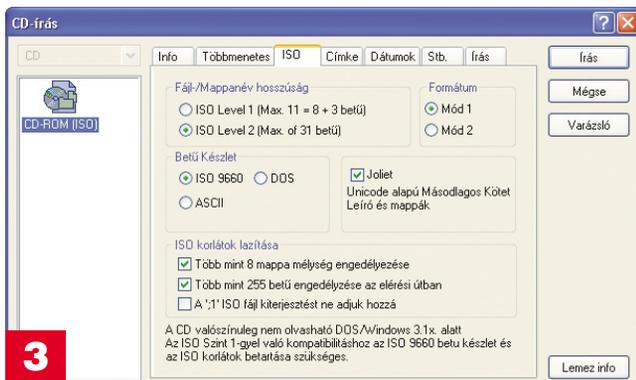 CD-írás
CD
CD-ROM (ISO)
Info Többmenetes ISO Címke Dátumok Stb. Írás
Fájl-/Mappanév hosszúság
ISO Level 1 (Max. 11 = 8 + 3 betű)
ISO Level 2 (Max. of 31 betű)
Formátum
Mód 1
Mód 2
Betű Készlet
ISO 9660 DOS
ASCII
Joliet
Unicode alapú Másodlagos Kötet
Leíró és mappák
ISO korlátok lazítása
Több mint 8 mappa mélység engedélyezése
Több mint 255 betű engedélyzése az elérési útban
A ';1' ISO fájl kiterjesztést ne adjuk hozzá
A CD valószínuleg nem olvasható DOS/Windows 3.1x. alatt
Az ISO Szint 1-gyel való kompatibilitáshoz az ISO 9660 betu készlet és
az ISO korlátok betartása szükséges.
Írás
Mégse
Varázsló
Lemez info
3